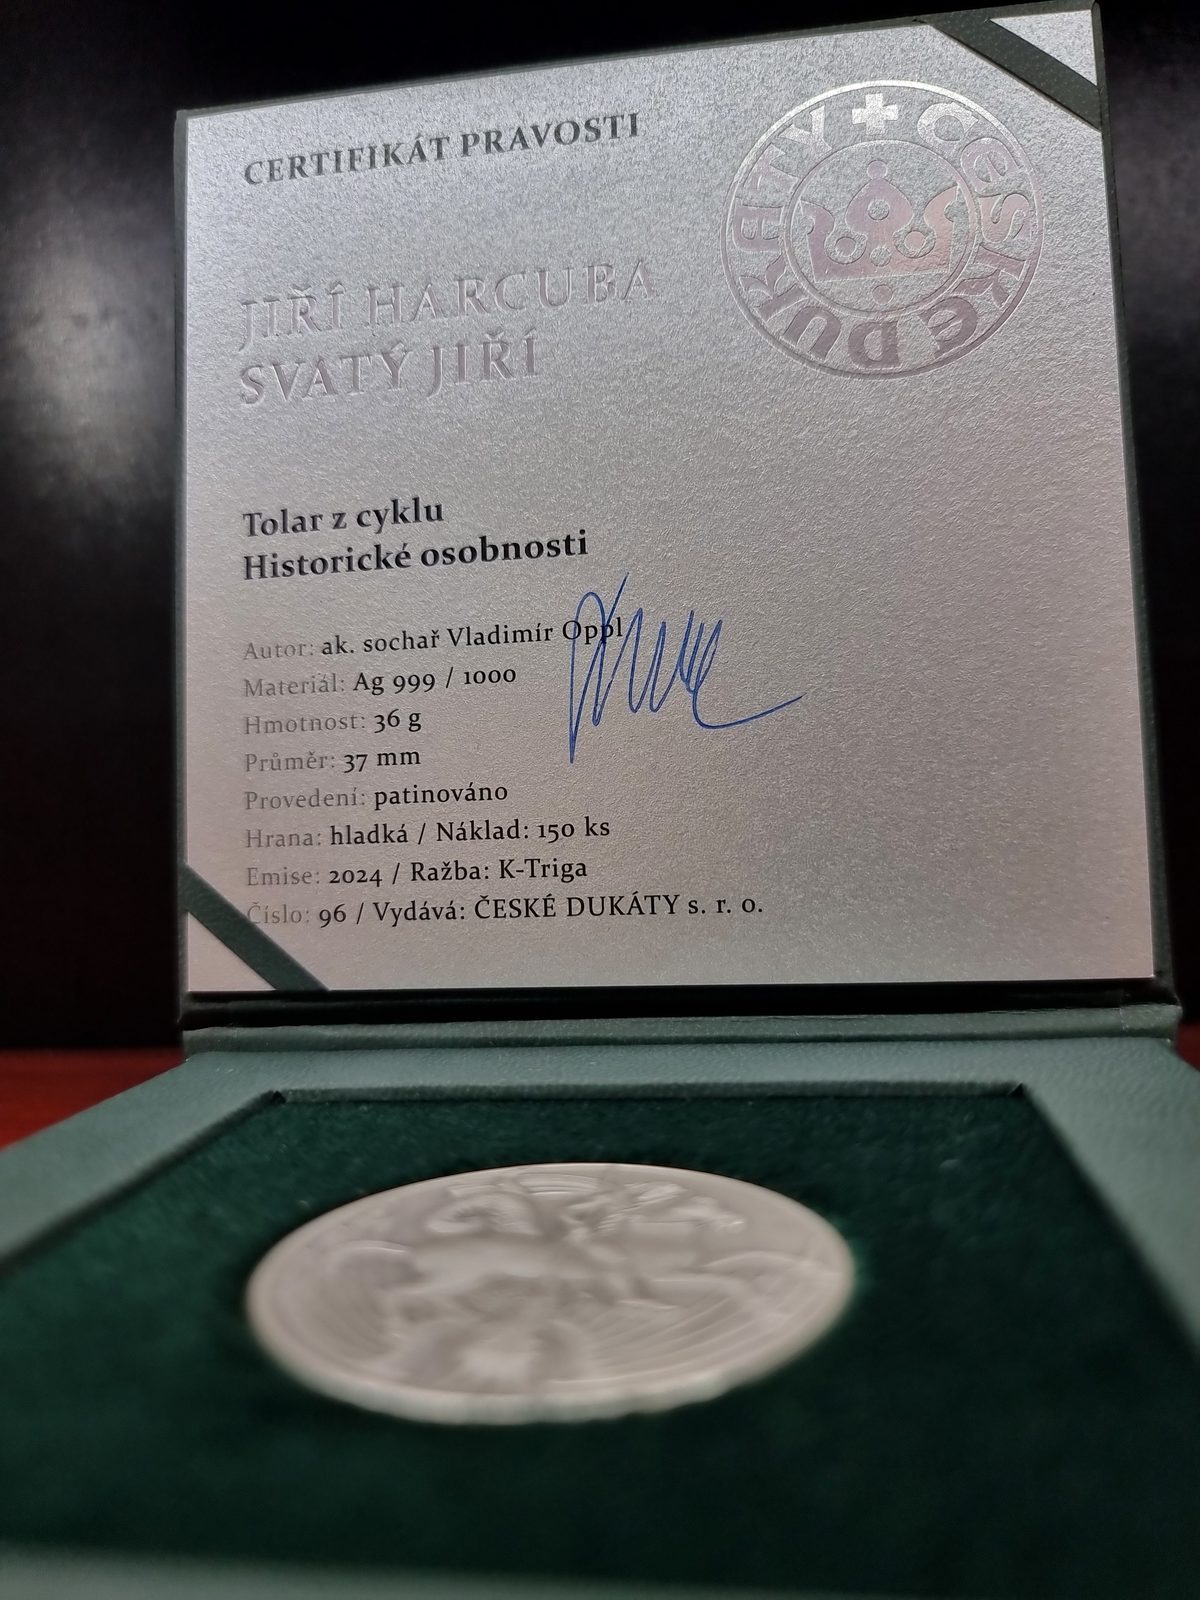 CERTIFIKÁT PRAVOSTI
ČESKÉ DUKÁTY
JIŘÍ HARCUBA
SVATÝ JIŘÍ
Tolar z cyklu
Historické osobnosti
Autor: ak. sochař Vladimír Oppl
Materiál: Ag 999 / 1000
Hmotnost: 36 g
Průměr: 37 mm
Provedení: patinováno
Hrana: hladká / Náklad: 150 ks
Emise: 2024 / Ražba: K-Triga
Číslo: 96 / Vydává: ČESKÉ DUKÁTY s. r. o.